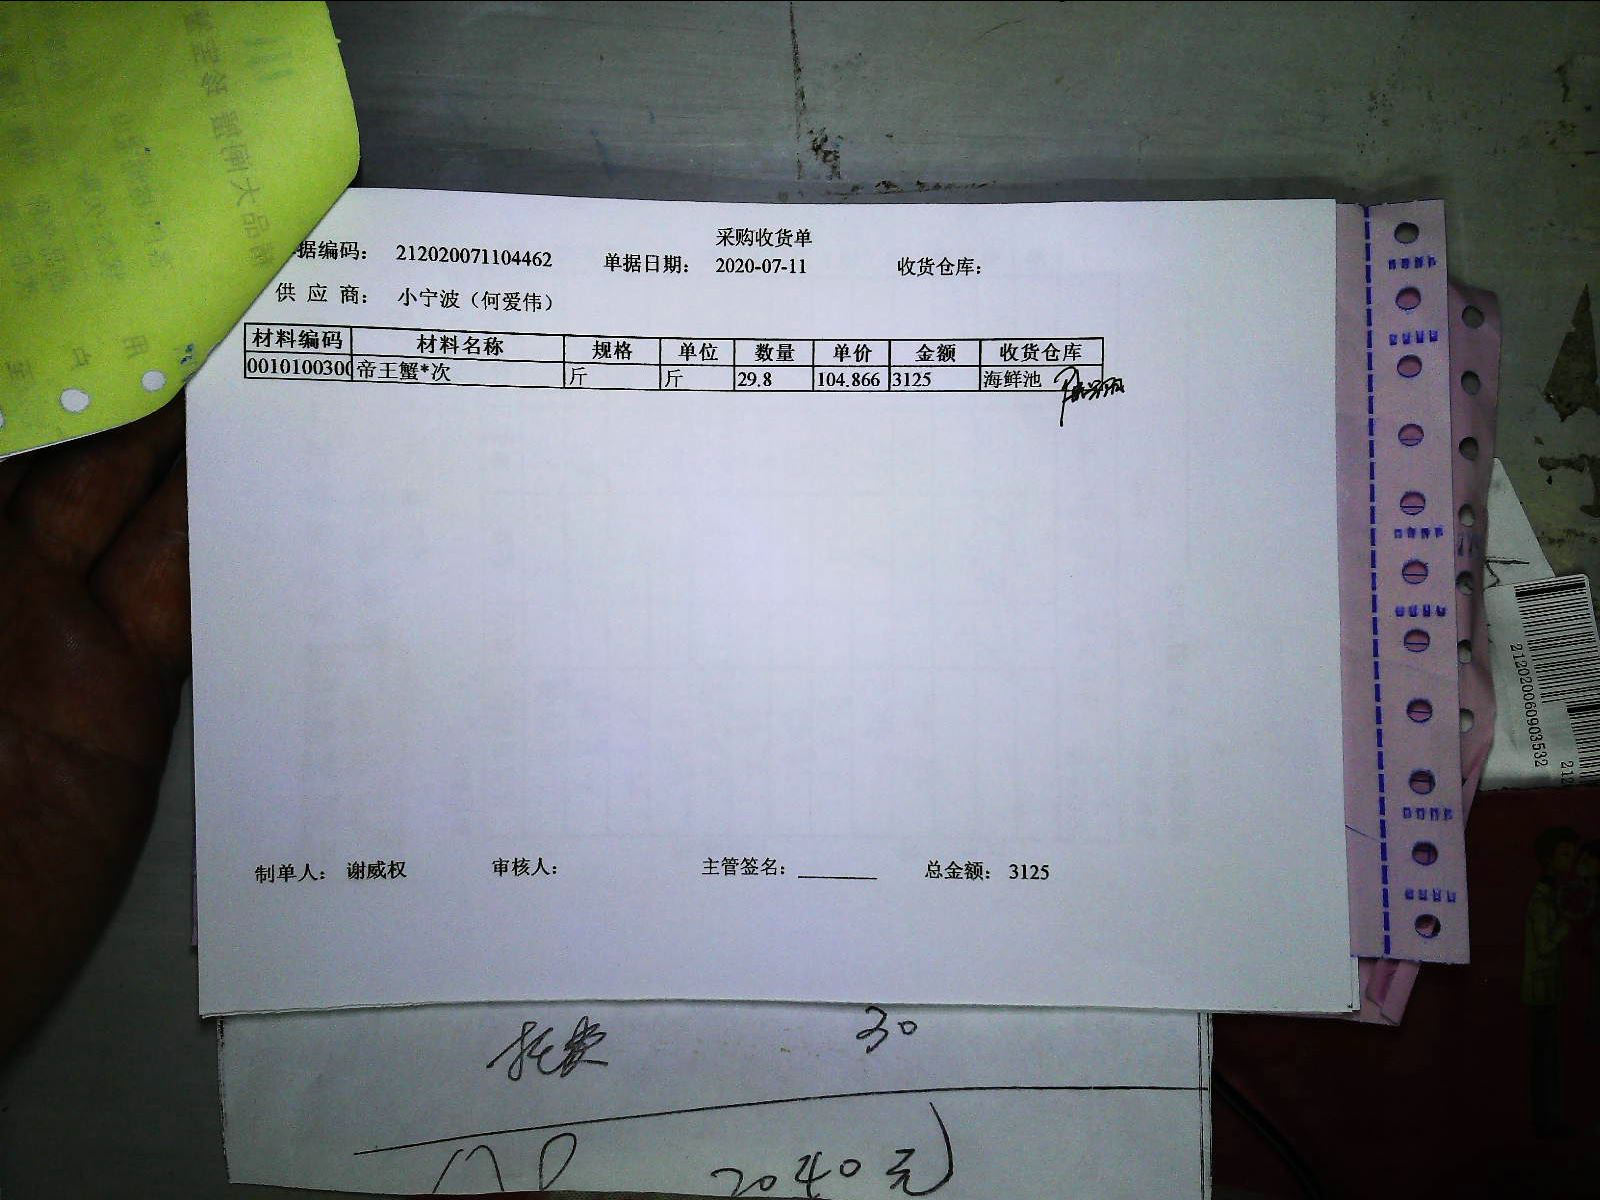 采购收货单
据编码： 212020071104462 单据日期： 2020-07-11 收货仓库：
供 应 商： 小宁波（何爱伟）
材料编码 材料名称 规格 单位 数量 单价 金额 收货仓库
0010100300 帝王蟹*次 斤 斤 29.8 104.866 3125 海鲜池
制单人： 谢威权 审核人： 主管签名： ________ 总金额： 3125
托费 30
2040元
212020060903532
212